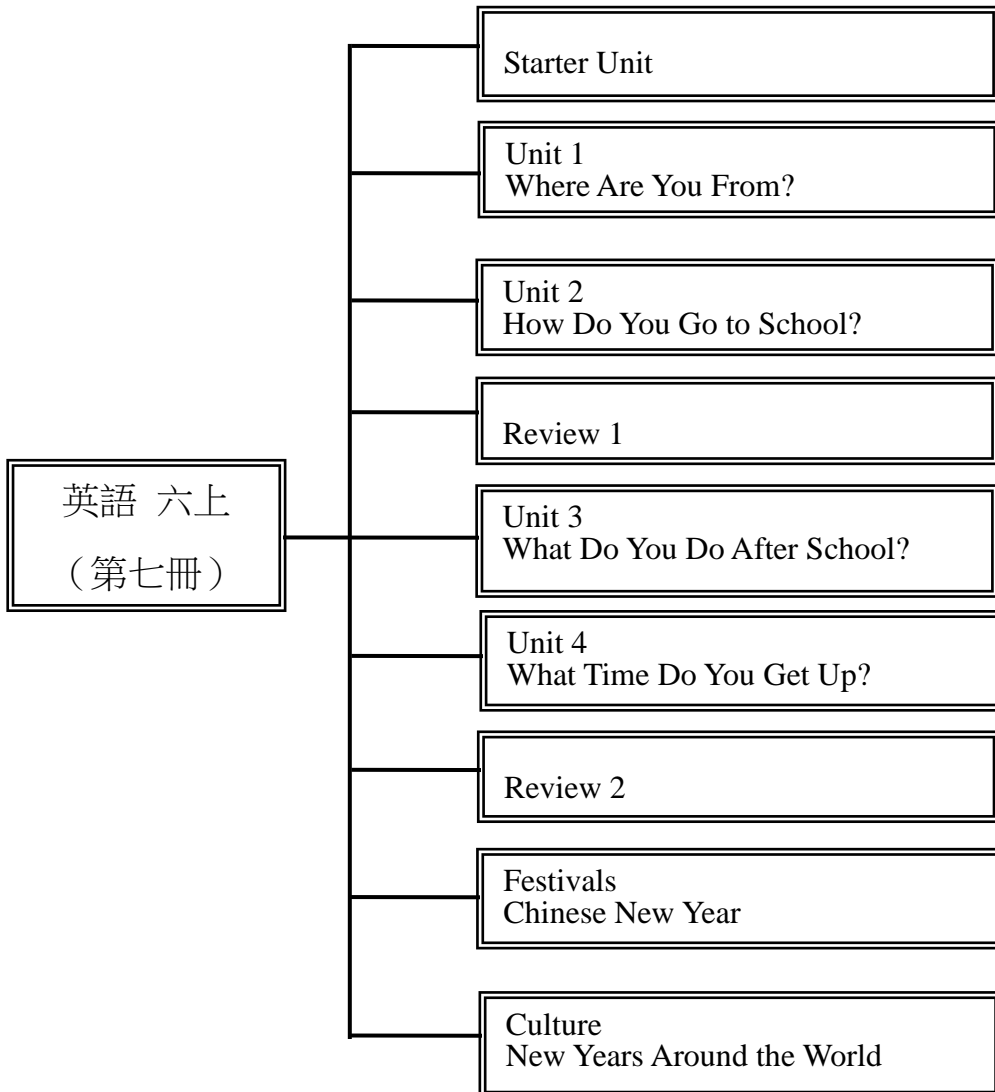 Starter Unit
Unit 1
Where Are You From?
Unit 2
How Do You Go to School?
Review 1
英語 六上
（第七冊）
Unit 3
What Do You Do After School?
Unit 4
What Time Do You Get Up?
Review 2
Festivals
Chinese New Year
Culture
New Years Around the World